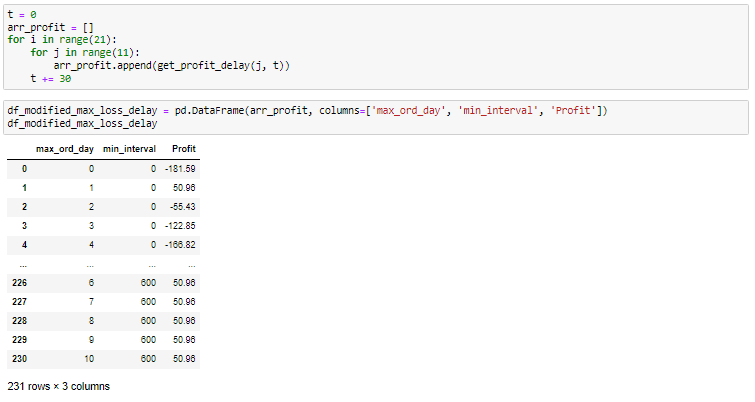 t = 0
arr_profit = []
for i in range(21):
    for j in range(11):
        arr_profit.append(get_profit_delay(j, t))
    t += 30
df_modified_max_loss_delay = pd.DataFrame(arr_profit, columns=['max_ord_day', 'min_interval', 'Profit'])
df_modified_max_loss_delay
max_ord_day min_interval Profit
0 0 0 -181.59
1 1 0 50.96
2 2 0 -55.43
3 3 0 -122.85
4 4 0 -166.82
... ... ... ...
226 6 600 50.96
227 7 600 50.96
228 8 600 50.96
229 9 600 50.96
230 10 600 50.96
231 rows × 3 columns